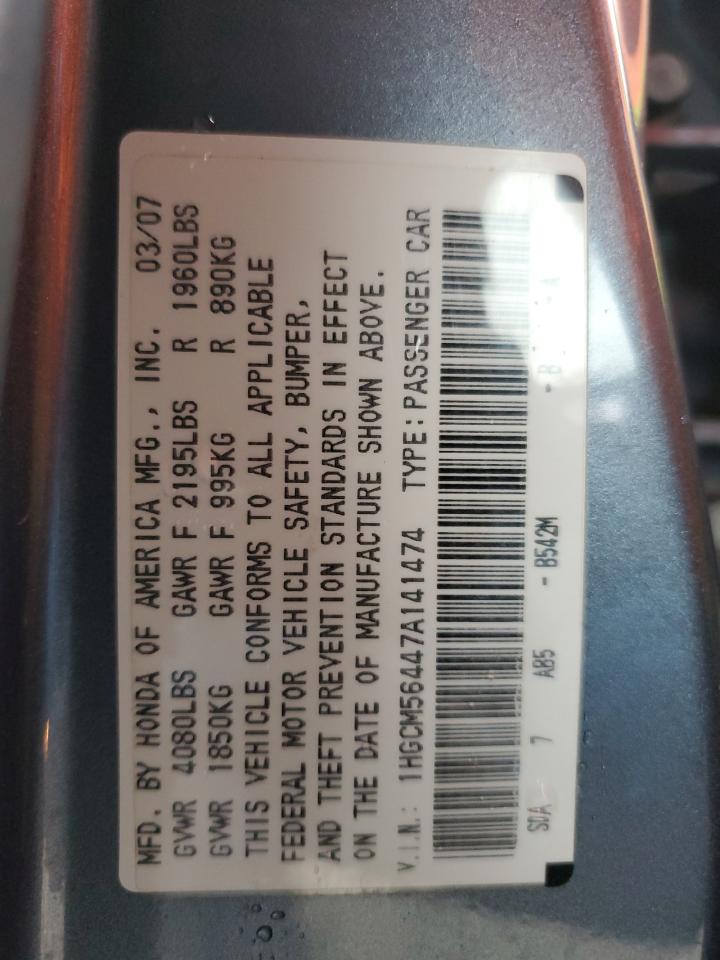 MFD. BY HONDA OF AMERICA MFG., INC. 03/07
GVWR 4080LBS GAWR F 2195LBS R 1960LBS
GVWR 1850KG GAWR F 995KG R 890KG
THIS VEHICLE CONFORMS TO ALL APPLICABLE
FEDERAL MOTOR VEHICLE SAFETY, BUMPER,
AND THEFT PREVENTION STANDARDS IN EFFECT
ON THE DATE OF MANUFACTURE SHOWN ABOVE.
V.I.N.: 1HGCM56447A141474 TYPE:PASSENGER CAR
SDA 7 AB5 -B542M